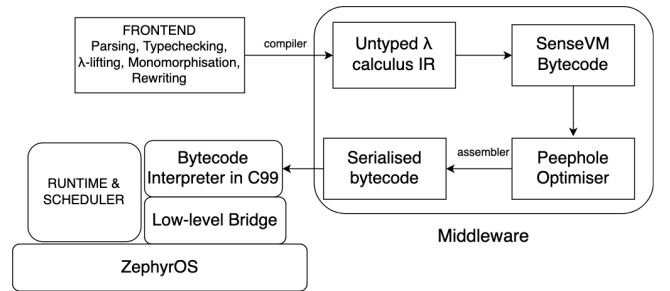 FRONTEND
Parsing, Typechecking,
λ-lifting, Monomorphisation,
Rewriting
compiler
Untyped λ
calculus IR
SenseVM
Bytecode
Peephole
Optimiser
assembler
Serialised
bytecode
Middleware
Bytecode
Interpreter in C99
RUNTIME &
SCHEDULER
Low-level Bridge
ZephyrOS